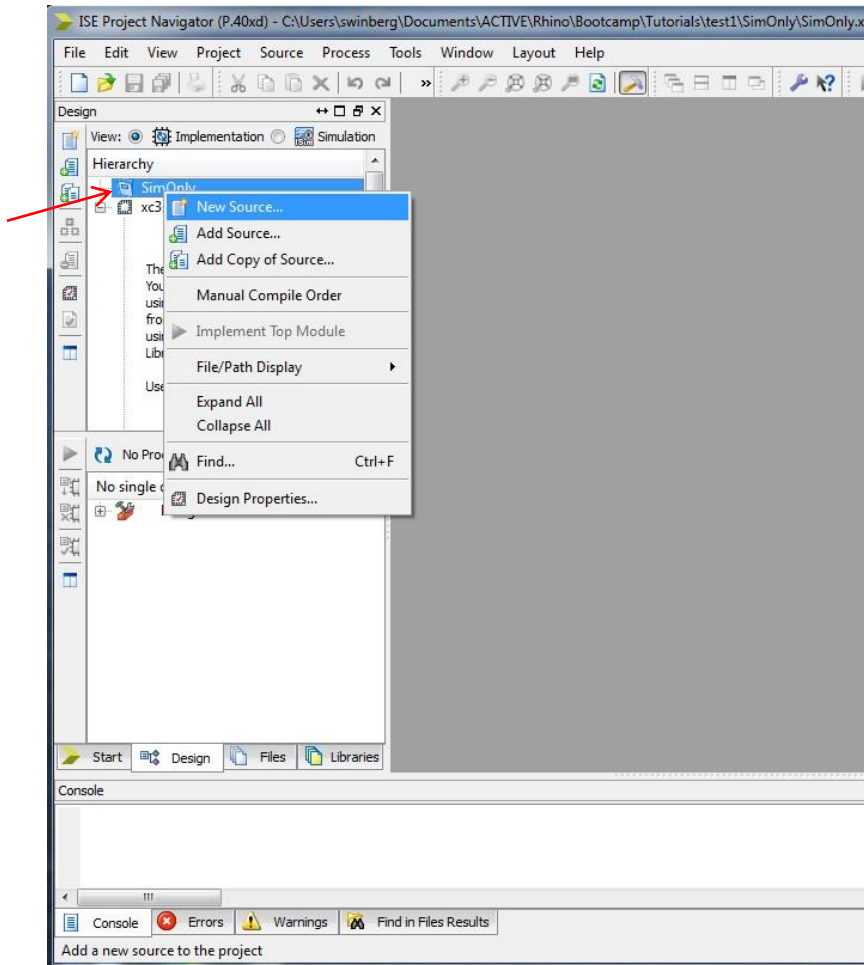 ISE Project Navigator (P.40xd) - C:\Users\swinberg\Documents\ACTIVE\Rhino\Bootcamp\Tutorials\test1\SimOnly\SimOnly.x
File Edit View Project Source Process Tools Window Layout Help
Design
View: Implementation Simulation
Hierarchy
SimOnly
xc3
New Source...
Add Source...
Add Copy of Source...
The
You
Manual Compile Order
usi
fro
Implement Top Module
usi
Lib
File/Path Display
Use
Expand All
Collapse All
No Pro
Find... Ctrl+F
No single
Design Properties...
Start Design Files Libraries
Console
Console Errors Warnings Find in Files Results
Add a new source to the project